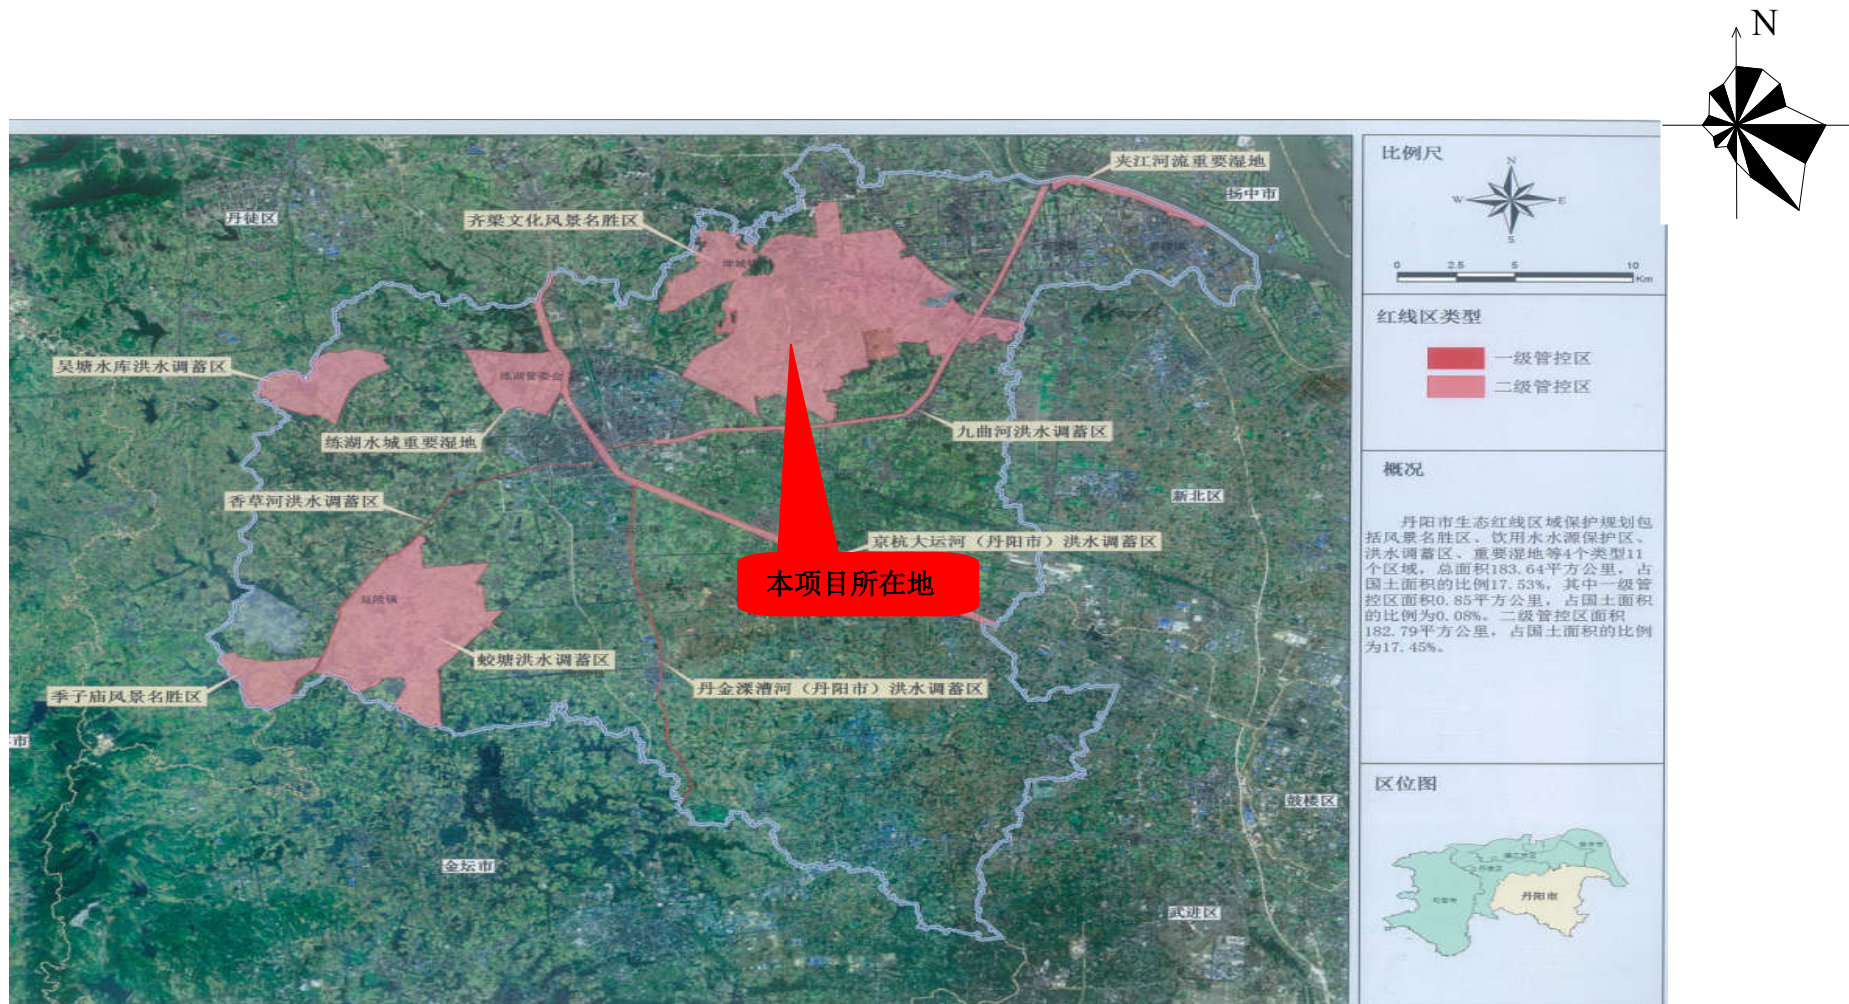 N
比例尺
N
W
E
S
0 2.5 5 10
Km
红线区类型
一级管控区
二级管控区
概况
丹阳市生态红线区域保护规划包
括风景名胜区、饮用水水源保护区、
洪水调蓄区、重要湿地等4个类型11
个区域，总面积183.64平方公里，占
国土面积的比例17.53%，其中一级管
控区面积0.85平方公里，占国土面积
的比例为0.08%。二级管控区面积
182.79平方公里，占国土面积的比例
为17.45%。
区位图
丹阳市
夹江河流重要湿地
扬中市
丹徒区
齐梁文化风景名胜区
吴塘水库洪水调蓄区
练湖管委会
练湖水城重要湿地
九曲河洪水调蓄区
香草河洪水调蓄区
新北区
京杭大运河（丹阳市）洪水调蓄区
本项目所在地
延陵镇
蛟塘洪水调蓄区
季子庙风景名胜区
丹金溧漕河（丹阳市）洪水调蓄区
市
鼓楼区
金坛市
武进区